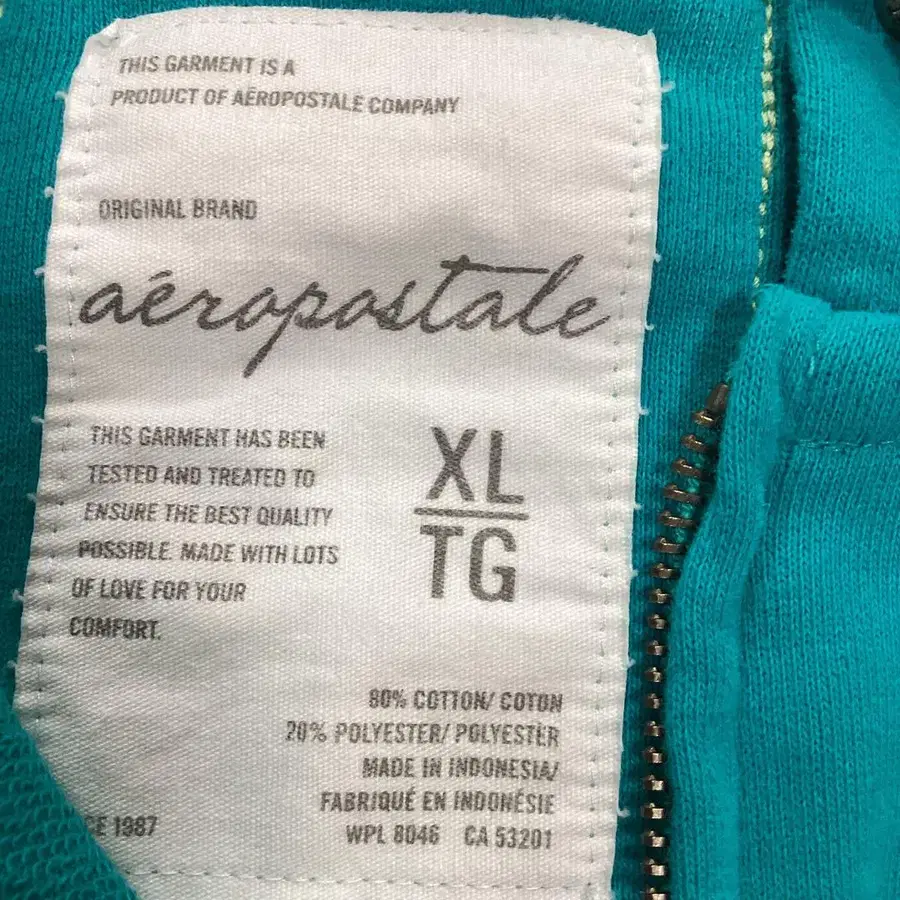 THIS GARMENT IS A
PRODUCT OF AÉROPOSTALE COMPANY
ORIGINAL BRAND
aéropostale
THIS GARMENT HAS BEEN
TESTED AND TREATED TO
ENSURE THE BEST QUALITY
POSSIBLE. MADE WITH LOTS
OF LOVE FOR YOUR
COMFORT.
XL
TG
80% COTTON/ COTON
20% POLYESTER/ POLYESTER
MADE IN INDONESIA/
FABRIQUÉ EN INDONÉSIE
WPL 8046 CA 53201
1987